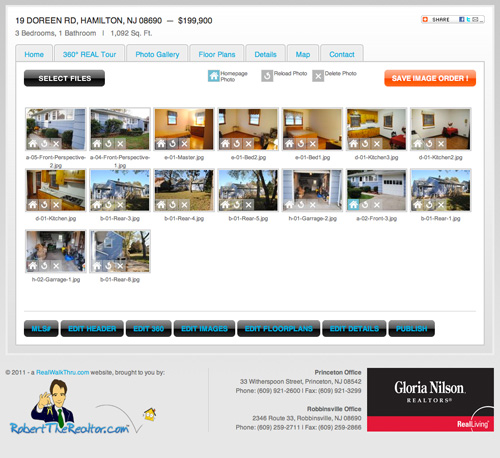 19 DOREEN RD, HAMILTON, NJ 08690 — $199,900
SHARE
3 Bedrooms, 1 Bathroom | 1,092 Sq. Ft.
Home 360° REAL Tour Photo Gallery Floor Plans Details Map Contact
SELECT FILES Homepage Photo Reload Photo Delete Photo SAVE IMAGE ORDER !
a-05-Front-Perspective-2.jpg a-04-Front-Perspective-1.jpg e-01-Master.jpg e-01-Bed2.jpg e-01-Bed1.jpg d-01-Kitchen3.jpg d-01-Kitchen2.jpg
d-01-Kitchen.jpg b-01-Rear-3.jpg b-01-Rear-4.jpg b-01-Rear-5.jpg h-01-Garrage-2.jpg a-02-Front-3.jpg b-01-Rear-1.jpg
h-02-Garrage-1.jpg b-01-Rear-8.jpg
MLS# EDIT HEADER EDIT 360 EDIT IMAGES EDIT FLOORPLANS EDIT DETAILS PUBLISH
© 2011 - a RealWalkThru.com website, brought to you by:
RobertTheRealtor.com
Princeton Office
33 Witherspoon Street, Princeton, NJ 08542
Phone: (609) 921-2600 I Fax: (609) 921-3299
Robbinsville Office
2346 Route 33, Robbinsville, NJ 08690
Phone: (609) 259-2711 I Fax: (609) 259-2866
Gloria Nilson
REALTORS®
RealLiving